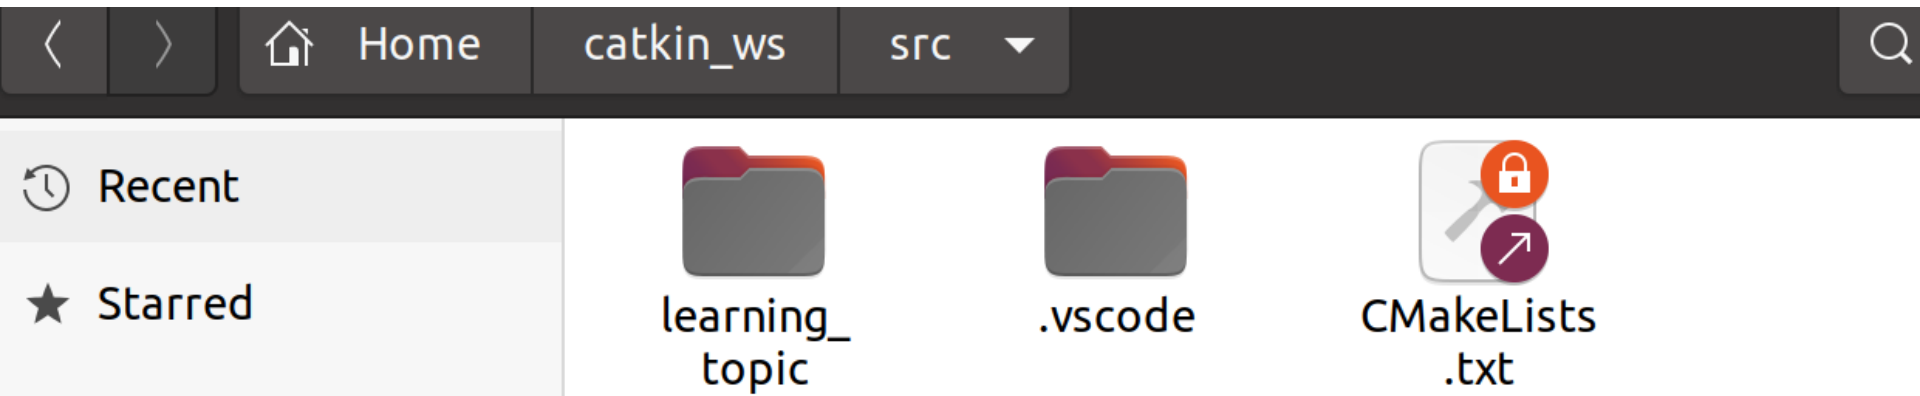 Home catkin_ws src
Recent
Starred
learning_
topic
.vscode
CMakeLists
.txt